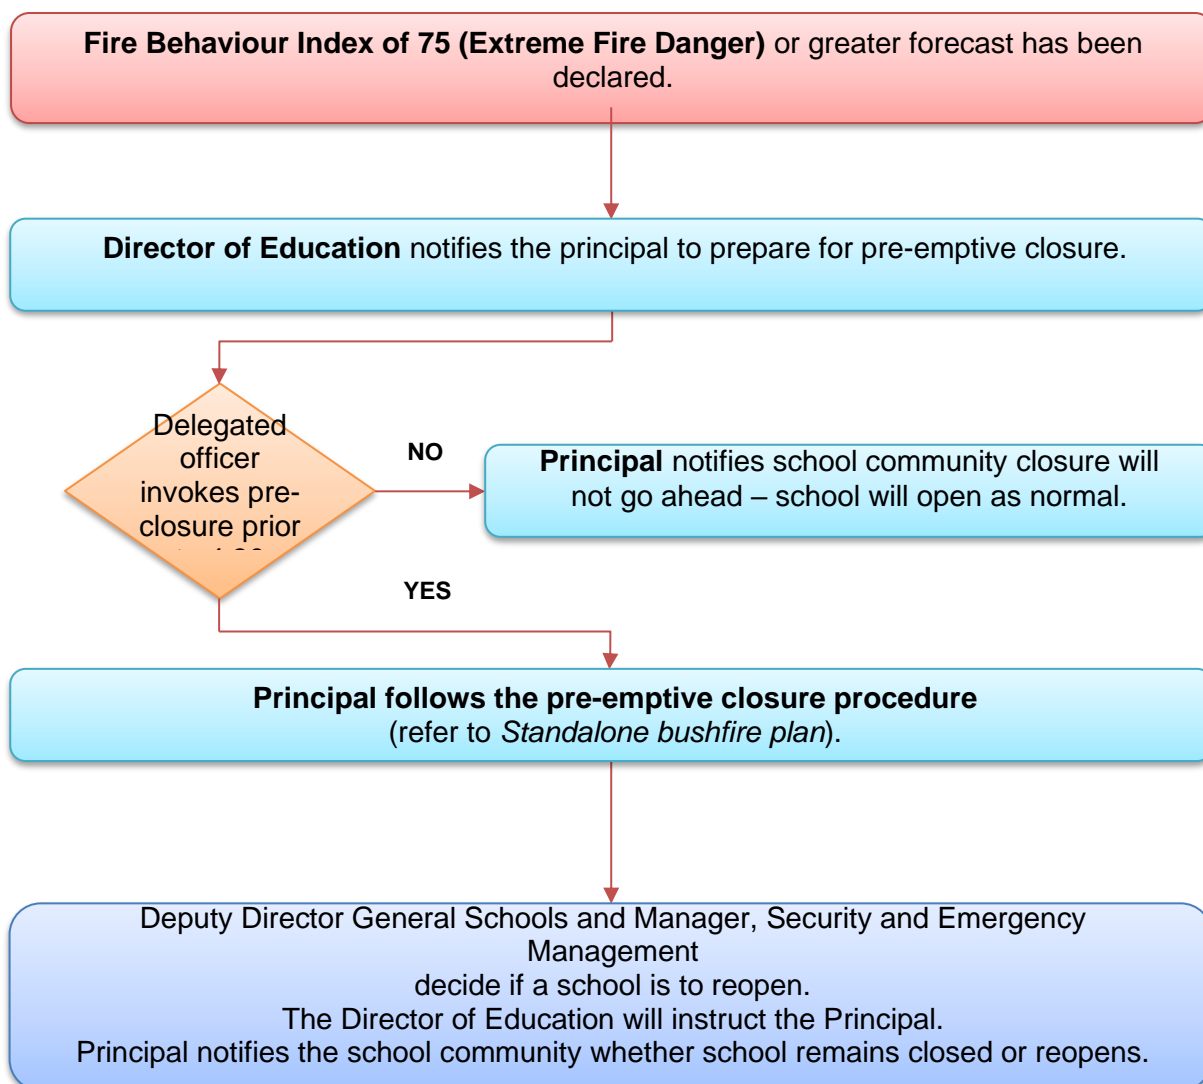 Fire Behaviour Index of 75 (Extreme Fire Danger) or greater forecast has been
declared.
Director of Education notifies the principal to prepare for pre-emptive closure.
Delegated
officer
invokes pre-
closure prior
NO
Principal notifies school community closure will
not go ahead – school will open as normal.
YES
Principal follows the pre-emptive closure procedure
(refer to Standalone bushfire plan).
Deputy Director General Schools and Manager, Security and Emergency
Management
decide if a school is to reopen.
The Director of Education will instruct the Principal.
Principal notifies the school community whether school remains closed or reopens.